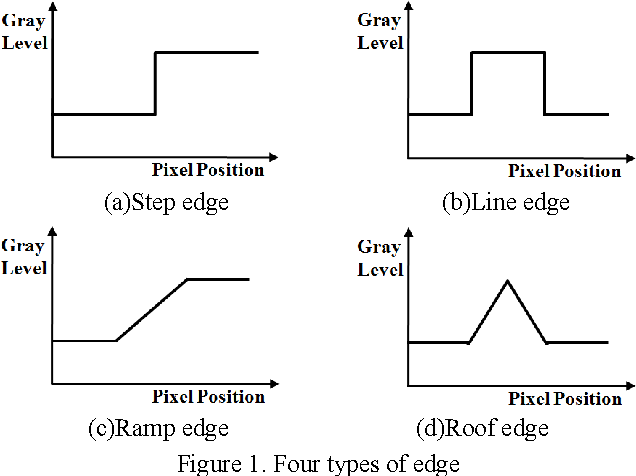 Gray
Level
Pixel Position
(a)Step edge
Gray
Level
Pixel Position
(b)Line edge
Gray
Level
Pixel Position
(c)Ramp edge
Gray
Level
Pixel Position
(d)Roof edge
Figure 1. Four types of edge